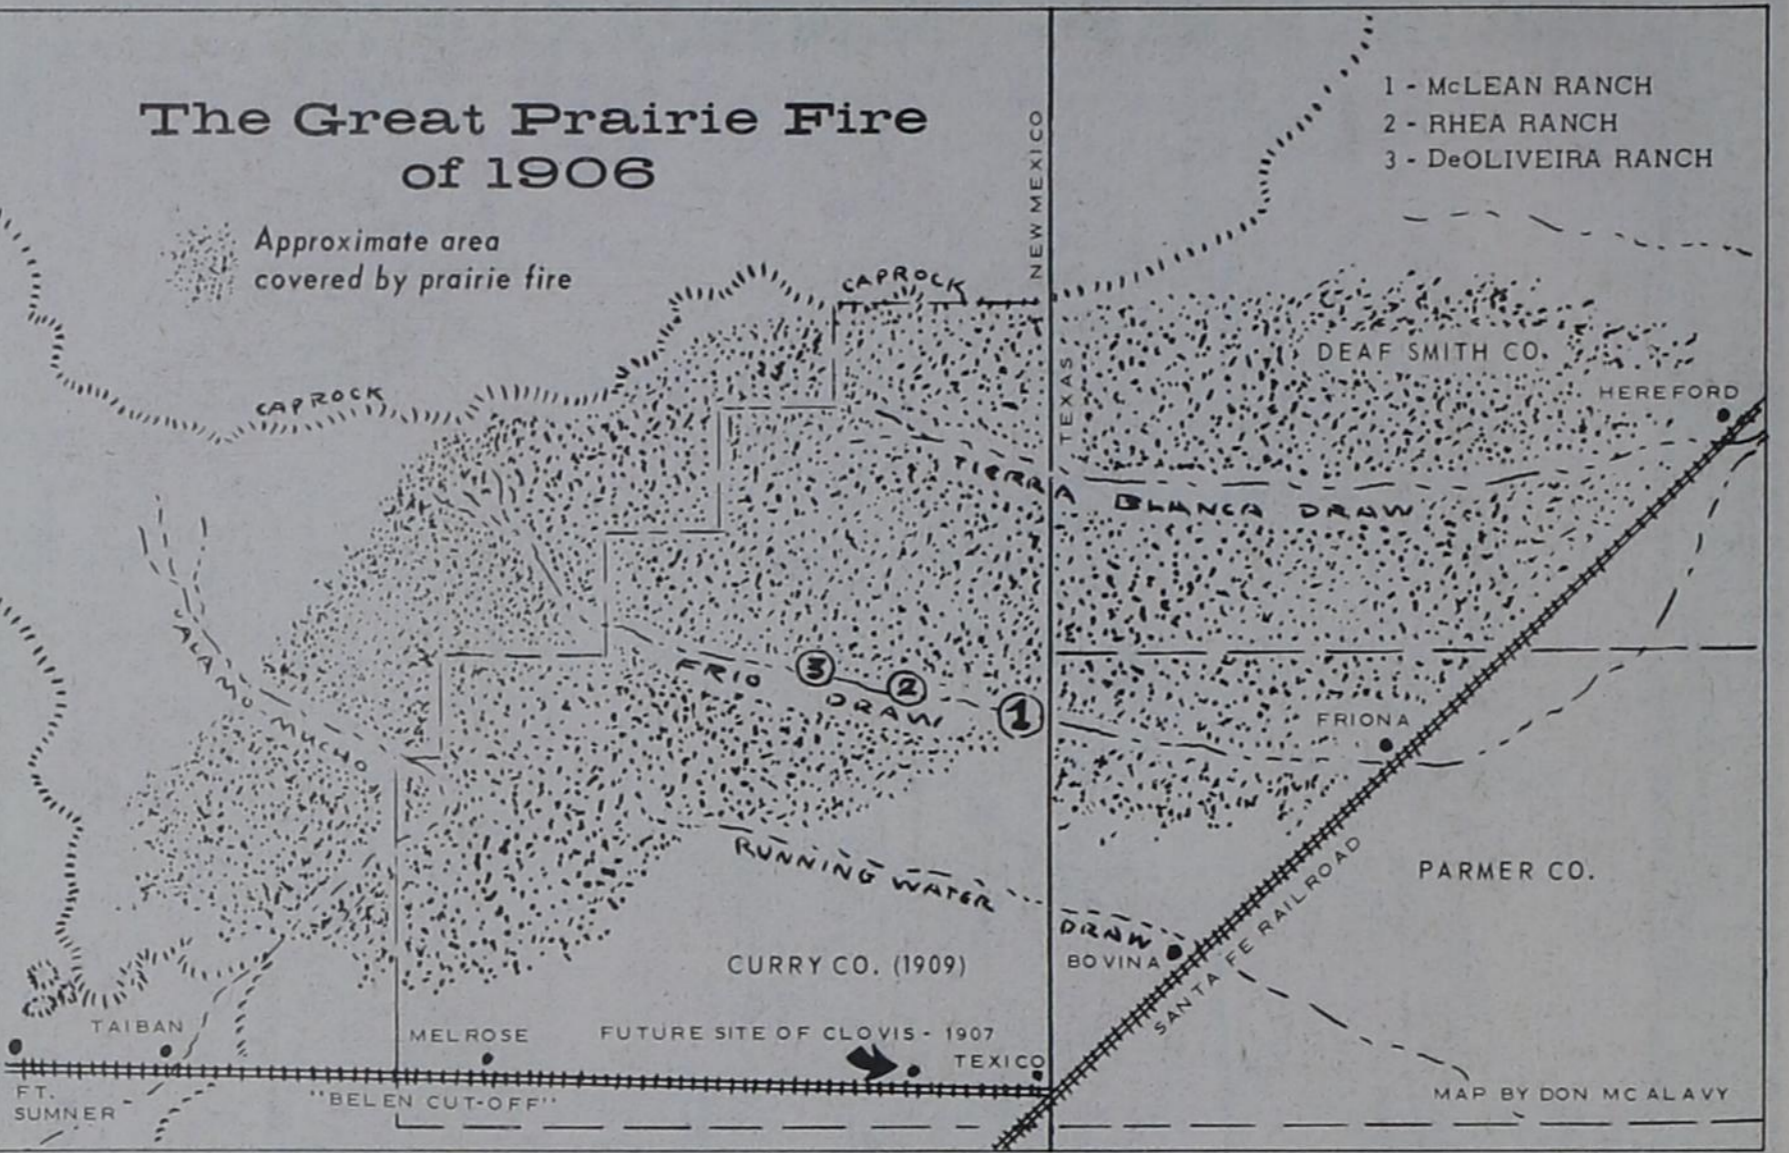 The Great Prairie Fire
of 1906
Approximate area
covered by prairie fire
1 - McLEAN RANCH
2 - RHEA RANCH
3 - DeOLIVEIRA RANCH
NEW MEXICO
TEXAS
CAPROCK
CAPROCK
DEAF SMITH CO.
HEREFORD
TIERRA BLANCA DRAW
ALAMO MUCHO
FRIO DRAW
3
2
1
FRIONA
RUNNING WATER DRAW
PARMER CO.
BOVINA
SANTA FE RAILROAD
CURRY CO. (1909)
TAIBAN
MELROSE
FUTURE SITE OF CLOVIS - 1907
TEXICO
FT.
SUMNER
"BELEN CUT-OFF"
MAP BY DON MCALAVY